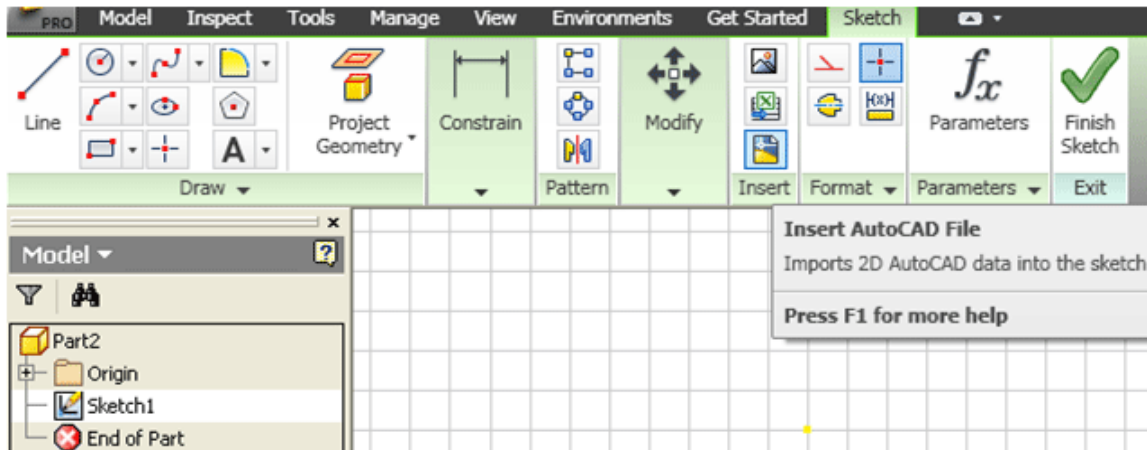 PRO Model Inspect Tools Manage View Environments Get Started Sketch
Line
Project
Geometry
Constrain
Modify
Parameters
Finish
Sketch
A
fx
Draw Pattern Insert Format Parameters Exit
Model
Insert AutoCAD File
Imports 2D AutoCAD data into the sketch
Press F1 for more help
Part2
Origin
Sketch1
End of Part